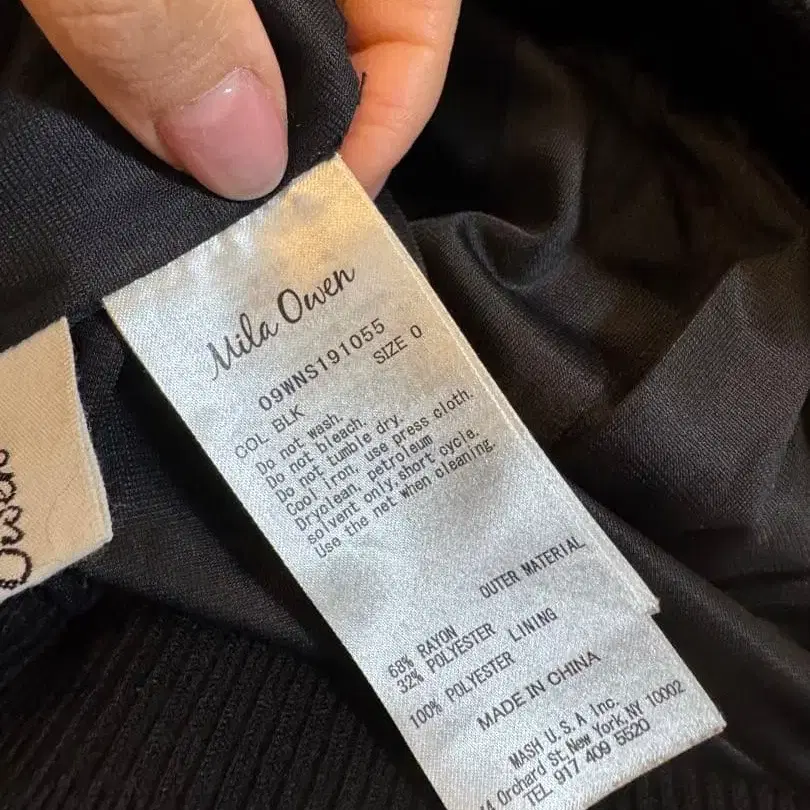 Mila Owen
09WNS191055
SIZE 0
COL BLK
Do not wash.
Do not bleach.
Do not tumble dry.
Cool iron, use press cloth.
Dryclean, petroleum
solvent only,short cycle.
Use the net when cleaning.
OUTER MATERIAL
68% RAYON
32% POLYESTER
LINING
100% POLYESTER
MADE IN CHINA
MASH U.S.A Inc.
Orchard St,New York,NY 10002
TEL 917 409 5520
Owen